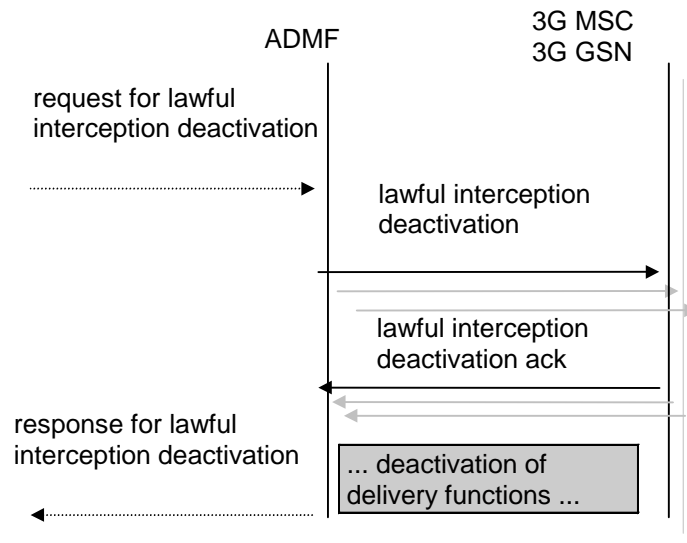 3G MSC
ADMF
3G GSN
request for lawful
interception deactivation
lawful interception
deactivation
lawful interception
deactivation ack
response for lawful
interception deactivation
... deactivation of
delivery functions ...